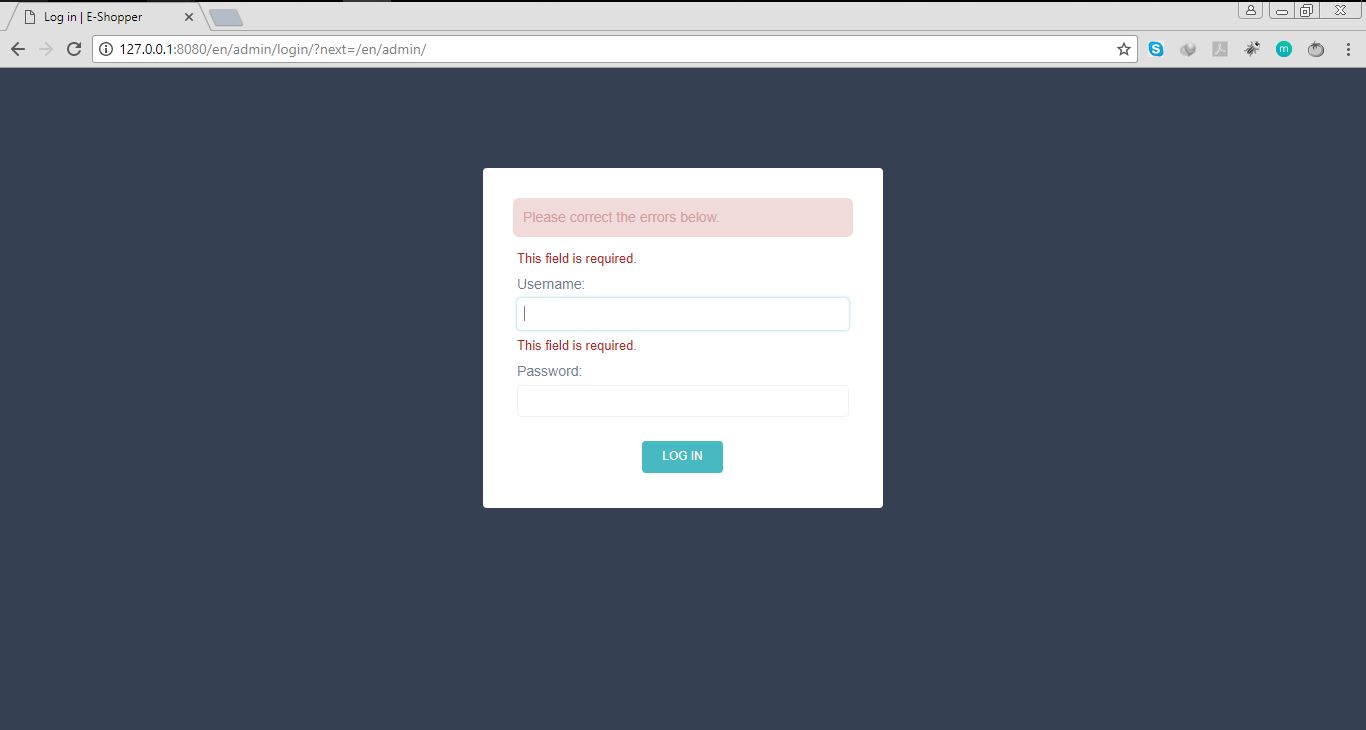 Log in | E-Shopper
127.0.0.1:8080/en/admin/login/?next=/en/admin/
Please correct the errors below.
This field is required.
Username:
This field is required.
Password:
LOG IN